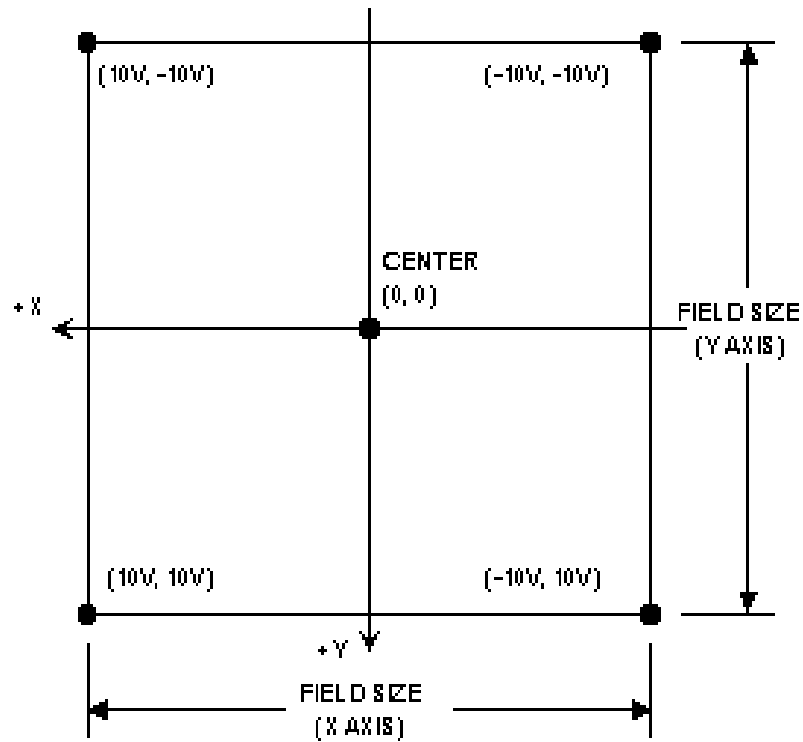 (10V, -10V)
(-10V, -10V)
CENTER
(0, 0)
+ X
FIELD SIZE
(Y AXIS)
(10V, 10V)
(-10V, 10V)
+ Y
FIELD SIZE
(X AXIS)